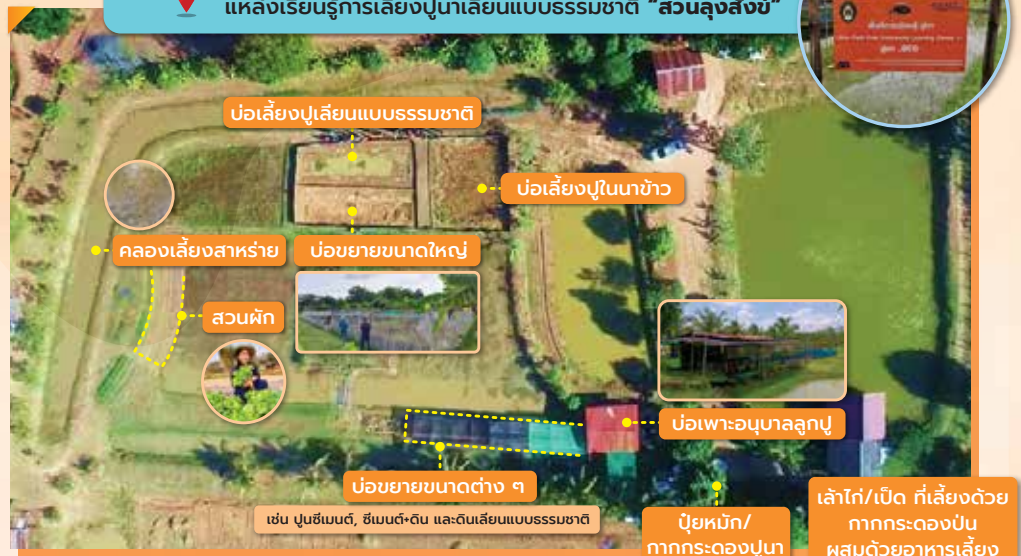 แหล่งเรียนรู้การเลี้ยงปูนาเลียนแบบธรรมชาติ "สวนลุงสังข์"
บ่อเลี้ยงปูเลียนแบบธรรมชาติ
บ่อเลี้ยงปูในนาข้าว
คลองเลี้ยงสาหร่าย
บ่อขยายขนาดใหญ่
สวนผัก
บ่อเพาะอนุบาลลูกปู
บ่อขยายขนาดต่าง ๆ
เช่น ปูนซีเมนต์, ซีเมนต์+ดิน และดินเลียนแบบธรรมชาติ
ปุ๋ยหมัก/
กากกระดองปูนา
เล้าไก่/เป็ด ที่เลี้ยงด้วย
กากกระดองป่น
ผสมด้วยอาหารเลี้ยง